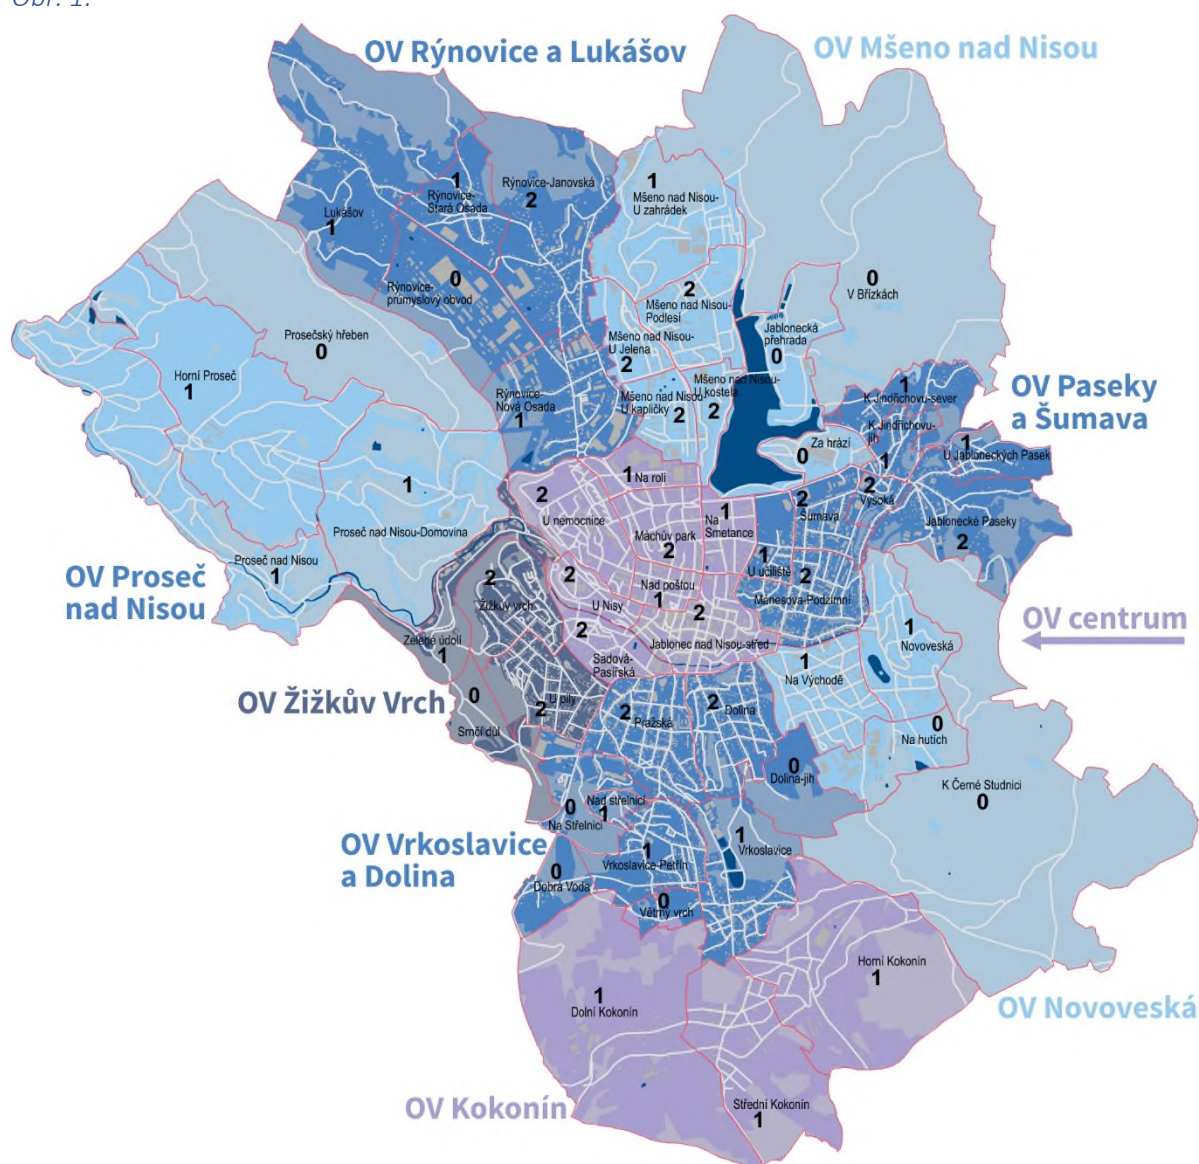 Obr. 1:
OV Rýnovice a Lukášov
OV Mšeno nad Nisou
1
Rýnovice-
Stará Osada
Rýnovice-Janovská
2
1
Mšeno nad Nisou-
U zahrádek
Lukášov
1
0
Rýnovice-
průmyslový obvod
2
Mšeno nad Nisou-
Podlesí
0
V Břízkách
Jablonecká
přehrada
0
Prosečský hřeben
0
Mšeno nad Nisou-
U Jelena
2
Horní Proseč
1
Rýnovice-
Nová Osada
1
Mšeno nad Nisou-
U kapličky
2
Mšeno nad Nisou-
U kostela
2
1
K Jindřichovu-sever
OV Paseky
a Šumava
K Jindřichovu-
jih
1
Za hrází
0
1
U Jabloneckých Pasek
1
Na roli
2
U nemocnice
1
Proseč nad Nisou-Domovina
1
Na
Smetance
2
Šumava
2
Vysoká
Jablonecké Paseky
2
Máchův park
2
1
U učiliště
2
Mánesova-Podzimní
Proseč nad Nisou
1
OV Proseč
nad Nisou
2
Žižkův vrch
2
U Nisy
Nad poštou
1
2
Jablonec nad Nisou-střed
OV centrum
1
Novoveská
Zelené údolí
1
2
Sadová-
Pasířská
1
Na Východě
OV Žižkův Vrch
0
Srnčí důl
U pily
2
2
Pražská
2
Dolina
0
Na hutích
0
Dolina-jih
K Černé Studnici
0
Nad střelnicí
1
0
Na Střelnici
OV Vrkoslavice
a Dolina
1
Vrkoslavice
1
Vrkoslavice-Petřín
0
Dobrá Voda
0
Větrný vrch
Horní Kokonín
1
1
Dolní Kokonín
OV Novoveská
OV Kokonín
Střední Kokonín
1